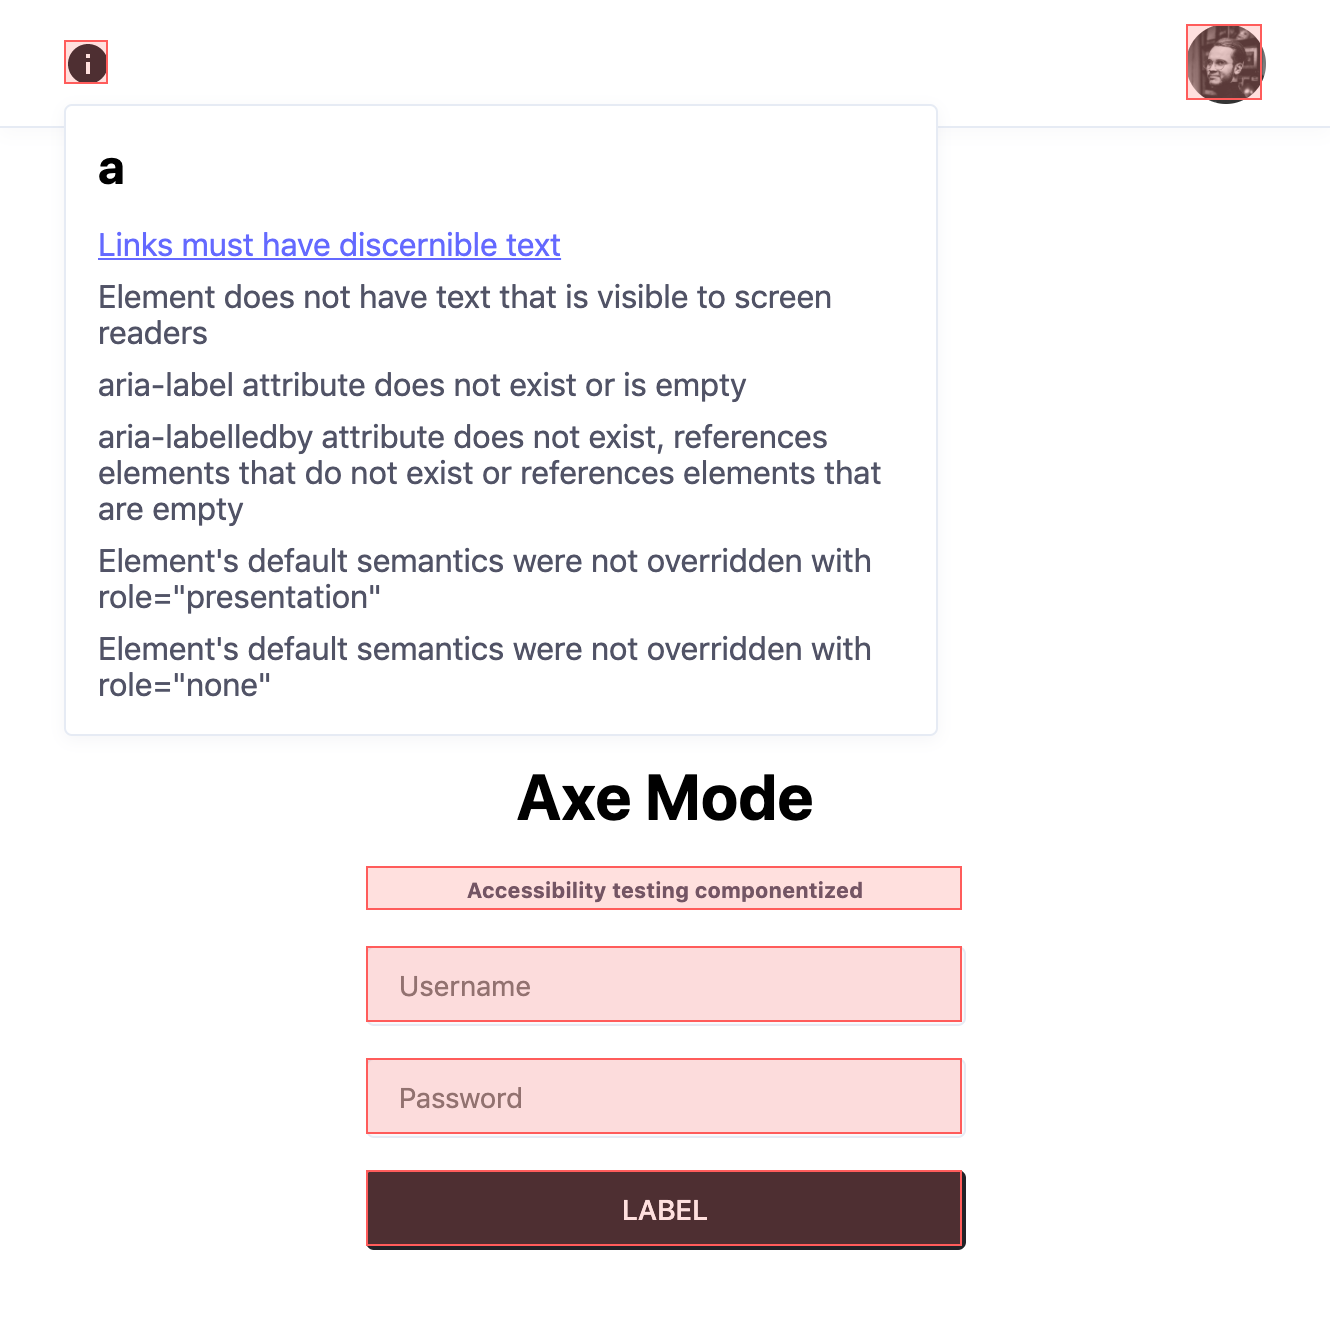 i
a
Links must have discernible text
Element does not have text that is visible to screen
readers
aria-label attribute does not exist or is empty
aria-labelledby attribute does not exist, references
elements that do not exist or references elements that
are empty
Element's default semantics were not overridden with
role="presentation"
Element's default semantics were not overridden with
role="none"
Axe Mode
Accessibility testing componentized
Username
Password
LABEL